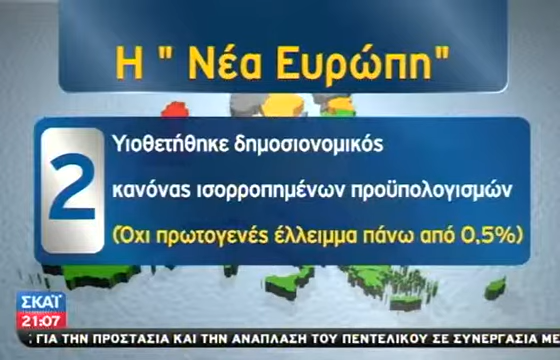 Η " Νέα Ευρώπη"
2
Υιοθετήθηκε δημοσιονομικός
κανόνας ισορροπημένων προϋπολογισμών
(Όχι πρωτογενές έλλειμμα πάνω από 0,5%)
ΣΚΑΪ
21:07
ΓΙΑ ΤΗΝ ΠΡΟΣΤΑΣΙΑ ΚΑΙ ΤΗΝ ΑΝΑΠΛΑΣΗ ΤΟΥ ΠΕΝΤΕΛΙΚΟΥ ΣΕ ΣΥΝΕΡΓΑΣΙΑ ΜΕ